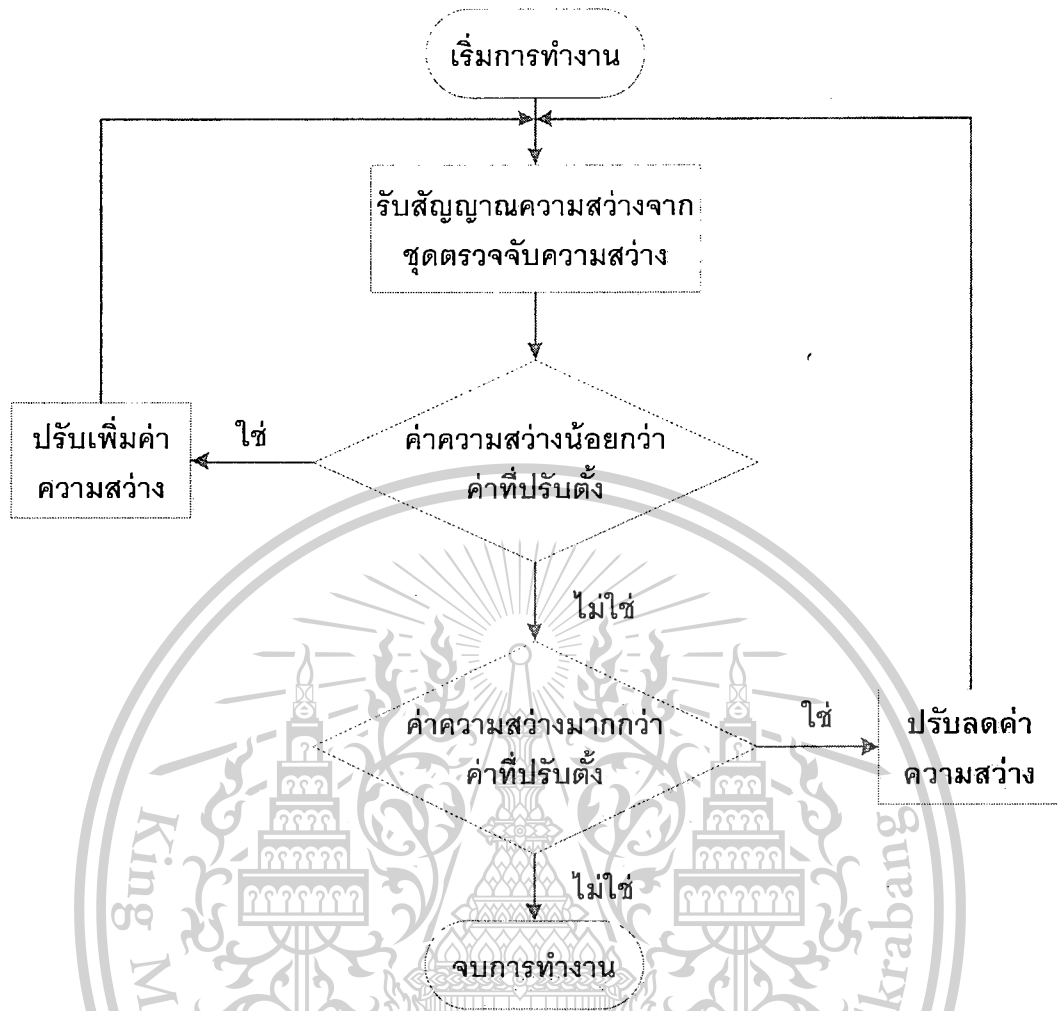 เริ่มการทำงาน
รับสัญญาณความสว่างจาก
ชุดตรวจจับความสว่าง
ปรับเพิ่มค่า
ความสว่าง
ใช่
ค่าความสว่างน้อยกว่า
ค่าที่ปรับตั้ง
ไม่ใช่
ค่าความสว่างมากกว่า
ค่าที่ปรับตั้ง
ใช่
ปรับลดค่า
ความสว่าง
ไม่ใช่
จบการทำงาน
King M
krabang